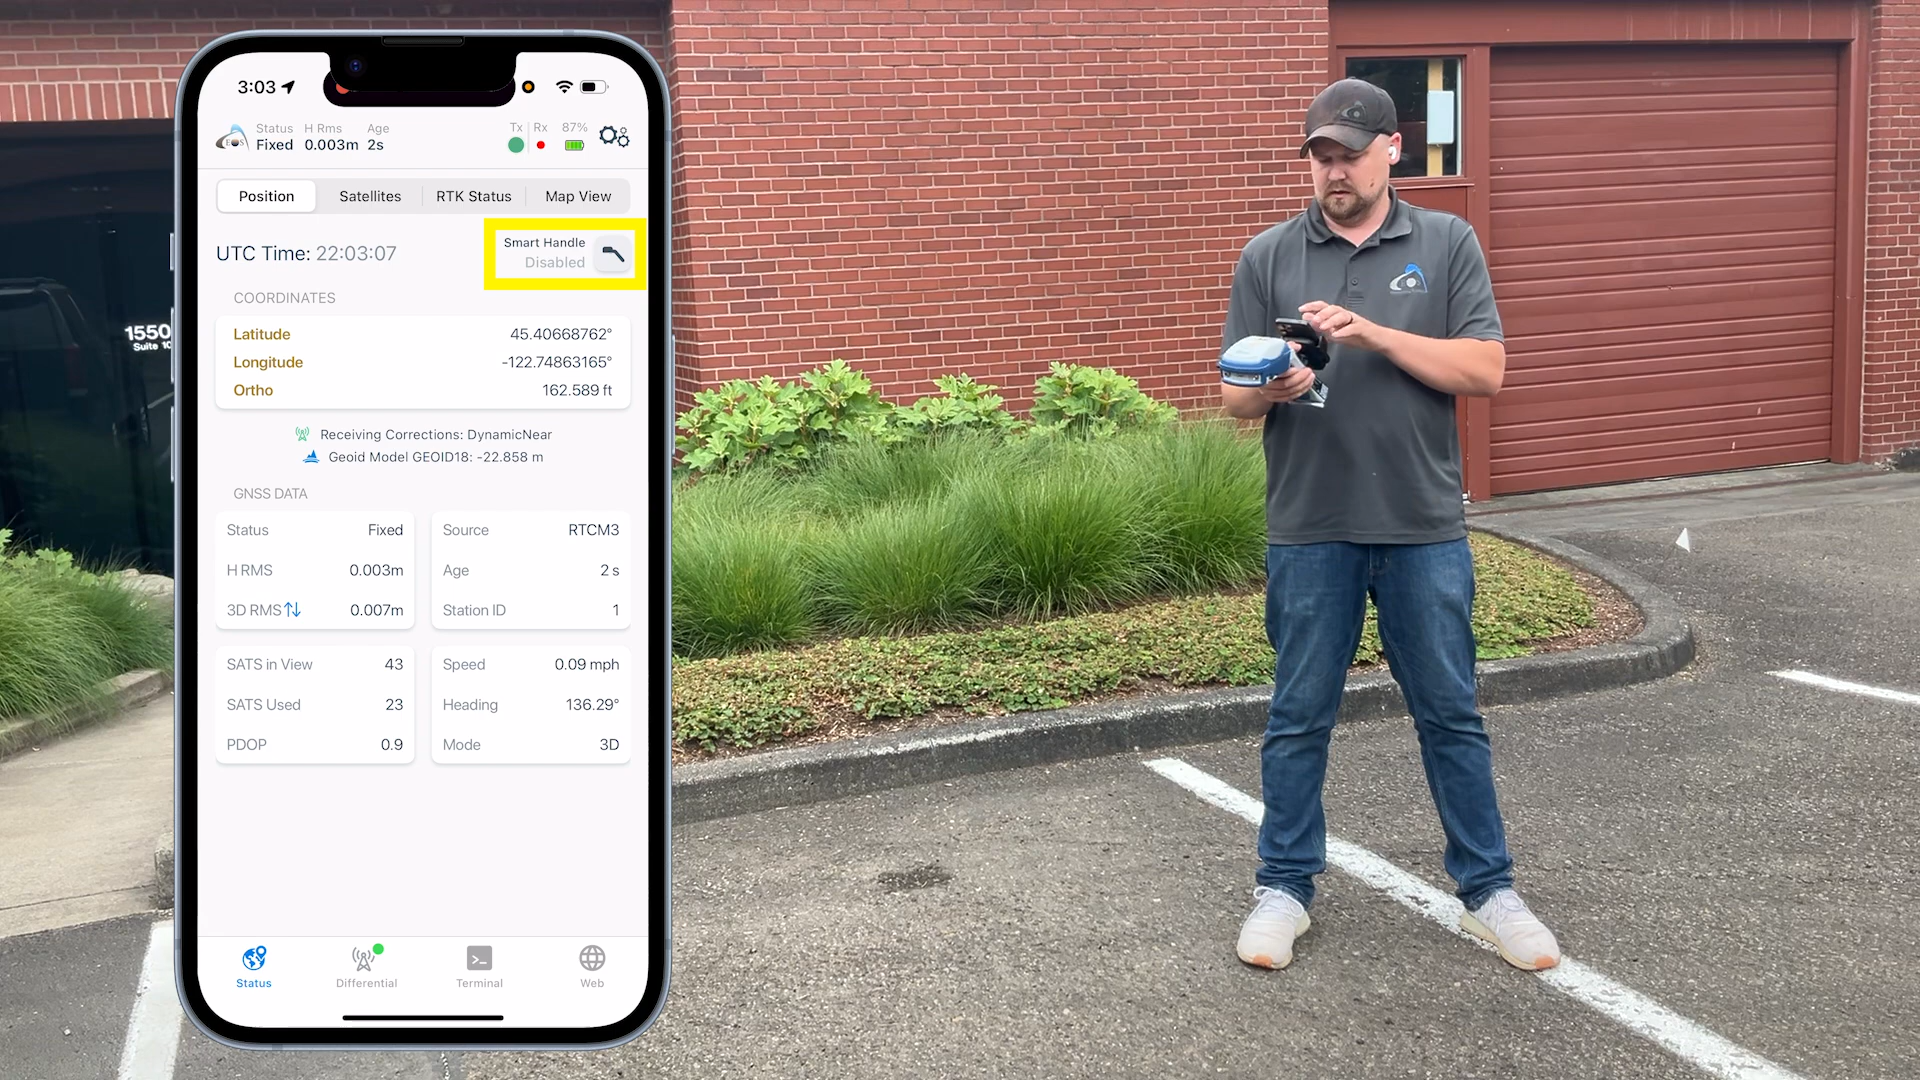 3:03
Status H Rms Age
Fixed 0.003m 2s
Tx Rx 87%
EOS
Position Satellites RTK Status Map View
UTC Time: 22:03:07
Smart Handle
Disabled
COORDINATES
Latitude 45.40668762°
Longitude -122.74863165°
Ortho 162.589 ft
Receiving Corrections: DynamicNear
Geoid Model GEOID18: -22.858 m
GNSS DATA
Status Fixed
H RMS 0.003m
3D RMS 0.007m
Source RTCM3
Age 2 s
Station ID 1
SATS in View 43
SATS Used 23
PDOP 0.9
Speed 0.09 mph
Heading 136.29°
Mode 3D
Status Differential Terminal Web
1550
Suite 10